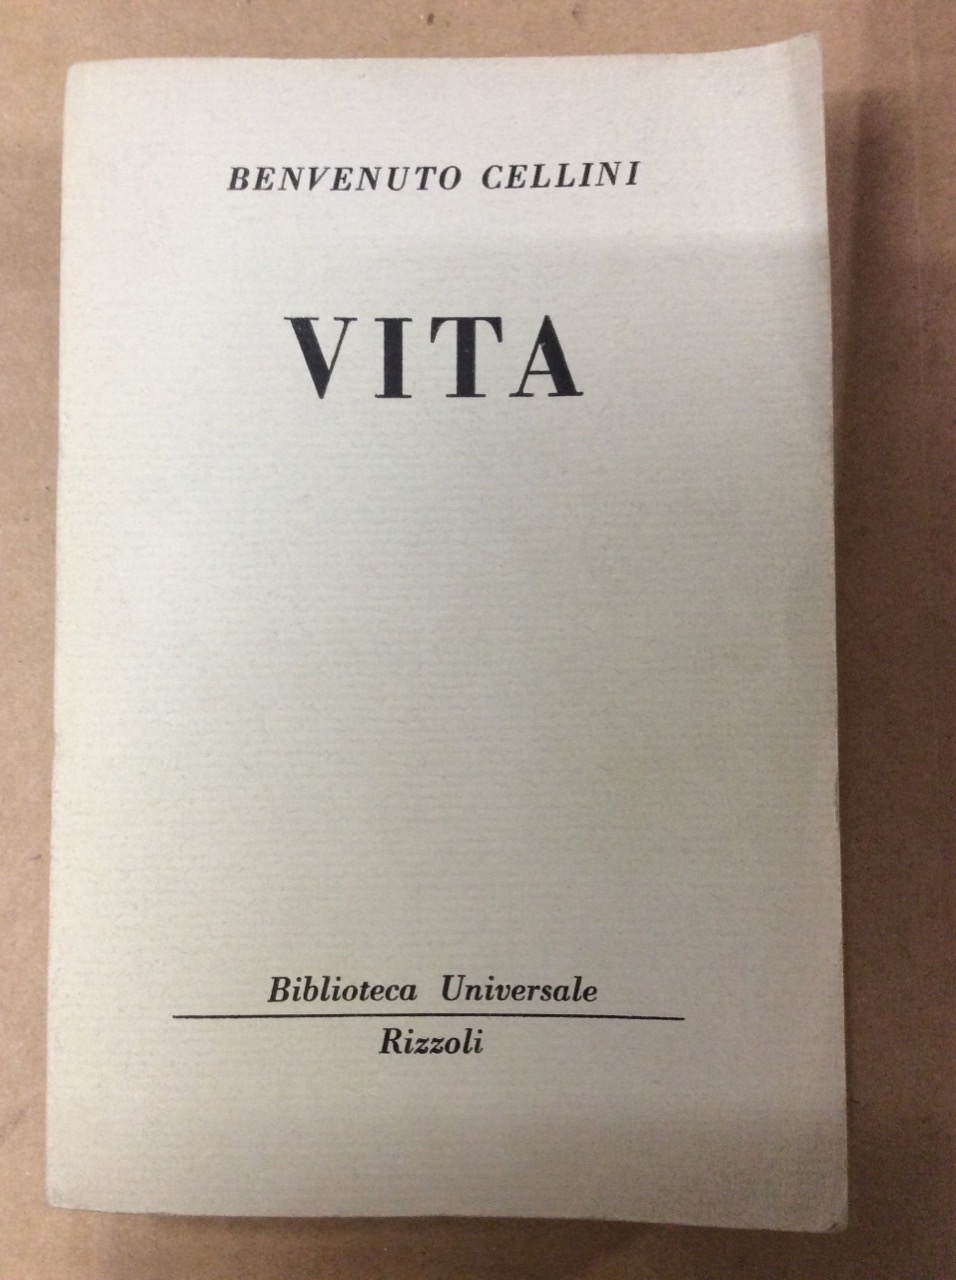 BENVENUTO CELLINI
VITA
Biblioteca Universale
Rizzoli